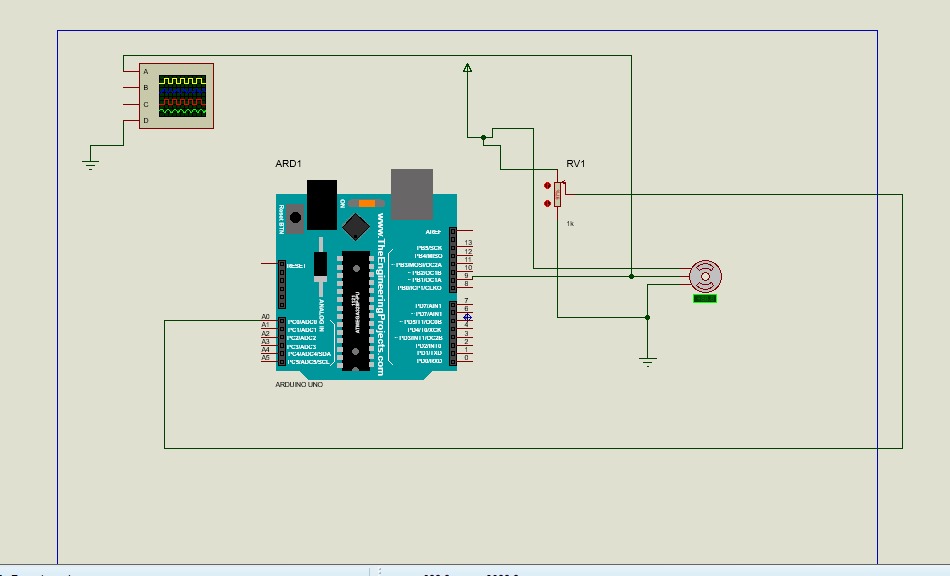 A
B
C
D
ARD1
RV1
1k
Reset BTN
ON
www.TheEngineeringProjects.com
RESET
AREF
13
12
11
10
9
8
PB5/SCK
PB4/MISO
~ PB3/MOSI/OC2A
~ PB2/OC1B
~ PB1/OC1A
PB0/ICP1/CLKO
7
6
4
3
2
1
0
PD7/AIN1
~ PD7/AIN1
~ PD5/T1/OC0B
PD4/T0/XCK
~ PD3/INT1/OC2B
PD2/INT0
PD1/TXD
PD0/RXD
A0
A1
A2
A3
A4
A5
PC0/ADC0
PC1/ADC1
PC2/ADC2
PC3/ADC3
PC4/ADC4/SDA
PC5/ADC5/SCL
ANALOG IN
ARDUINO UNO